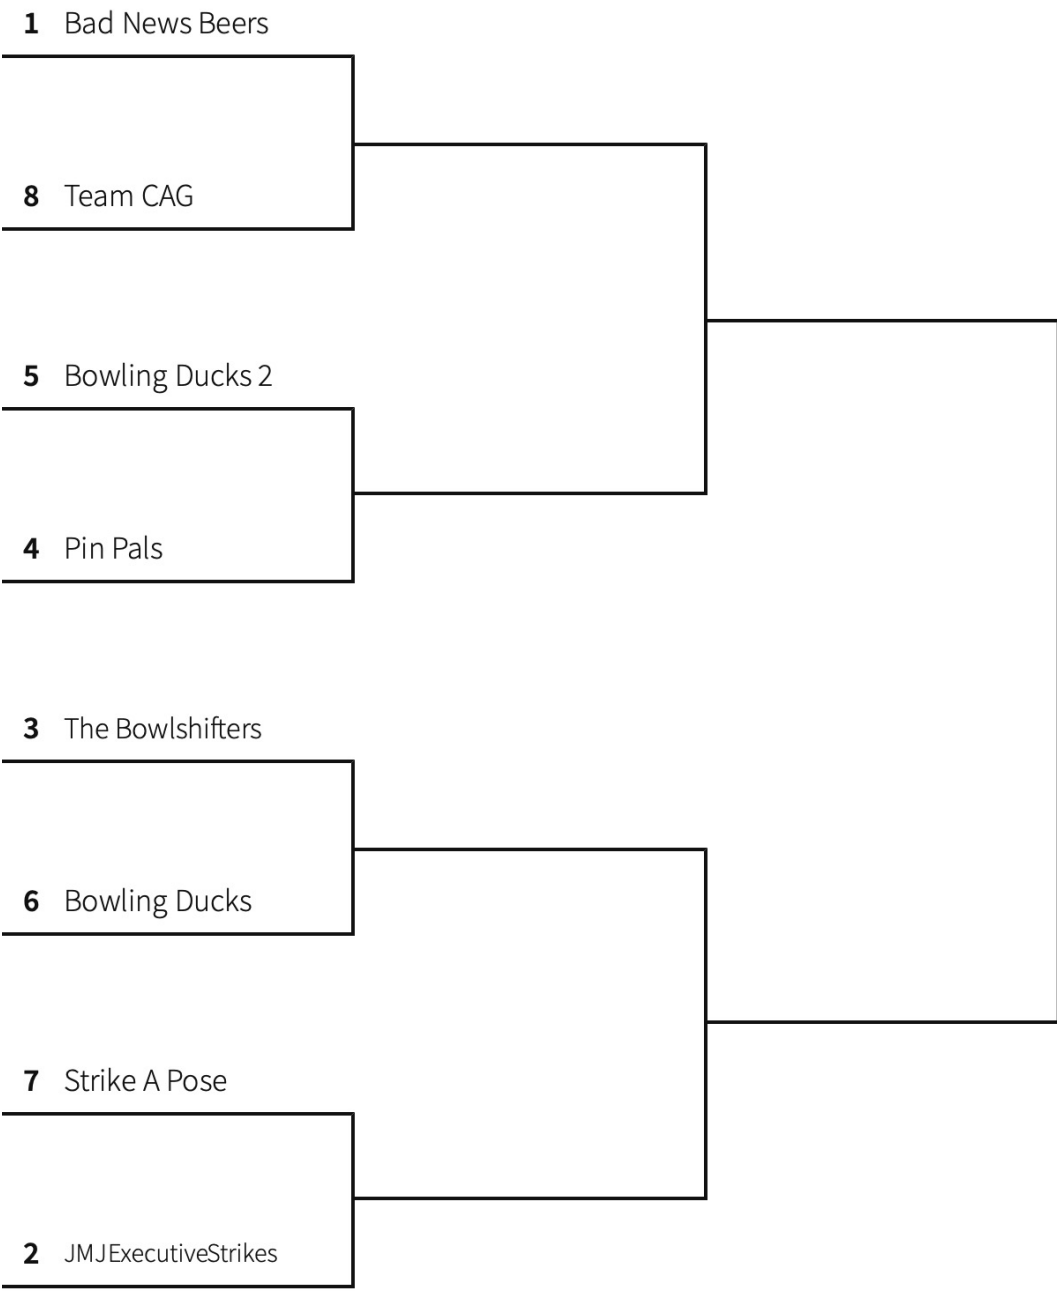 1 Bad News Beers
8 Team CAG
5 Bowling Ducks 2
4 Pin Pals
3 The Bowlshifters
6 Bowling Ducks
7 Strike A Pose
2 JMJExecutiveStrikes